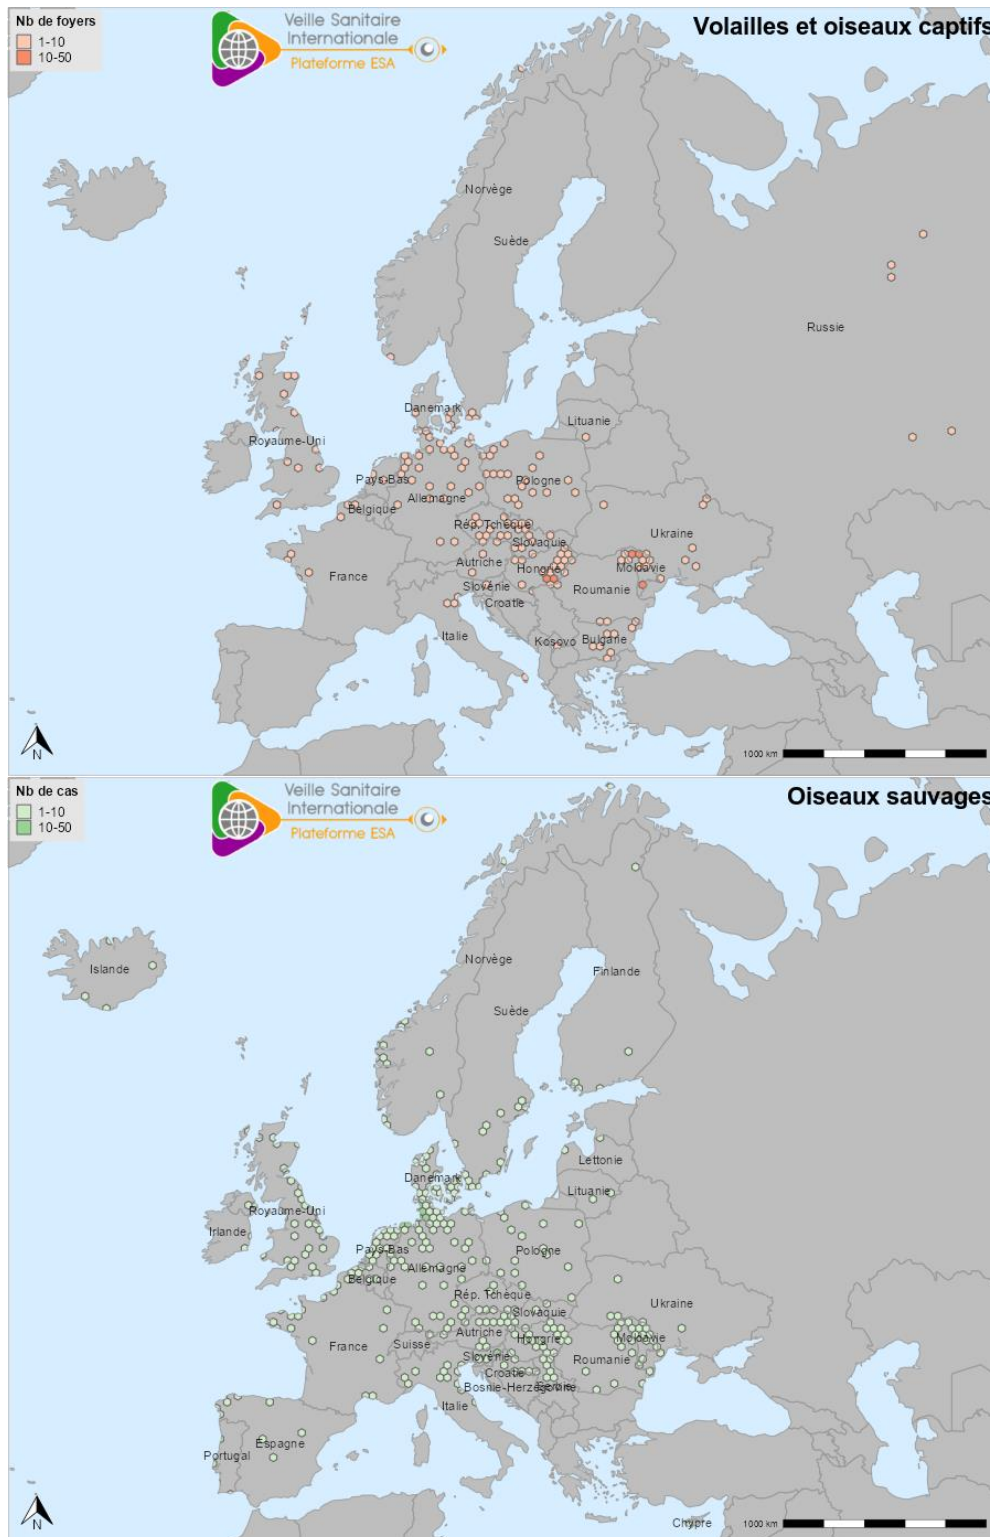 Nb de foyers
1-10
10-50
Veille Sanitaire
Internationale
Plateforme ESA
Volailles et oiseaux captifs
Norvège
Suède
Russie
Danemark
Lituanie
Royaume-Uni
Pays-Bas
Pologne
Belgique
Allemagne
Rép. Tchèque
Ukraine
Slovaquie
Autriche
Hongrie
Moldavie
France
Slovénie
Roumanie
Croatie
Italie
Kosovo
Bulgarie
N
1000 km
Nb de cas
1-10
10-50
Veille Sanitaire
Internationale
Plateforme ESA
Oiseaux sauvages
Norvège
Islande
Finlande
Suède
Lettonie
Danemark
Lituanie
Royaume-Uni
Irlande
Pays-Bas
Pologne
Allemagne
Belgique
Rép. Tchèque
Ukraine
Slovaquie
Autriche
Hongrie
Moldavie
France
Suisse
Slovénie
Roumanie
Croatie
Bosnie-Herzégovine
Italie
Espagne
Portugal
Chypre
N
1000 km